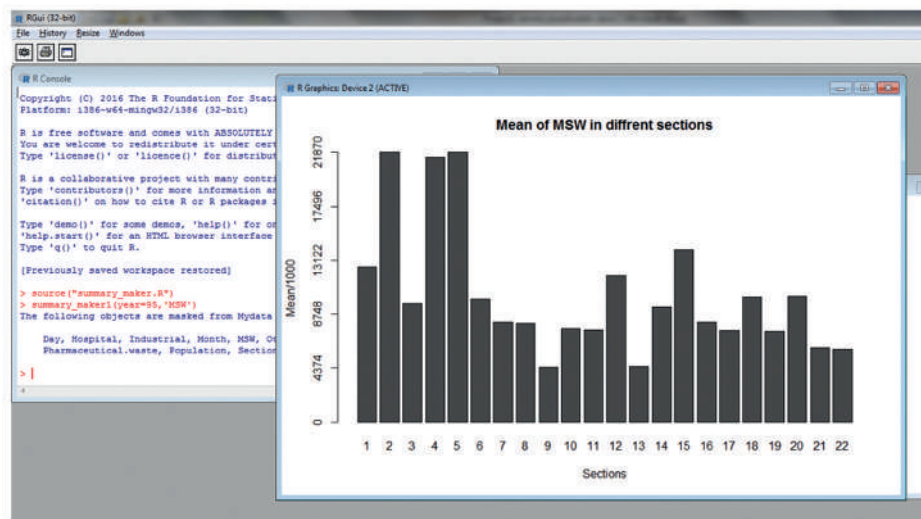 RGui (32-bit)
File History Resize Windows
R Console
Copyright (C) 2016 The R Foundation for Stati
Platform: i386-w64-mingw32/i386 (32-bit)
R is free software and comes with ABSOLUTELY
You are welcome to redistribute it under cert
Type 'license()' or 'licence()' for distribut
R is a collaborative project with many contri
Type 'contributors()' for more information an
'citation()' on how to cite R or R packages i
Type 'demo()' for some demos, 'help()' for on
'help.start()' for an HTML browser interface
Type 'q()' to quit R.
[Previously saved workspace restored]
> source("summary_maker.R")
> summary_maker1(year=95,'MSW')
The following objects are masked from Mydata
Day, Hospital, Industrial, Month, MSW, Ot
Pharmaceutical.waste, Population, Section
>
R Graphics: Device 2 (ACTIVE)
Mean of MSW in diffrent sections
Mean/1000
21870
17496
13122
8748
4374
0
1 2 3 4 5 6 7 8 9 10 11 12 13 14 15 16 17 18 19 20 21 22
Sections